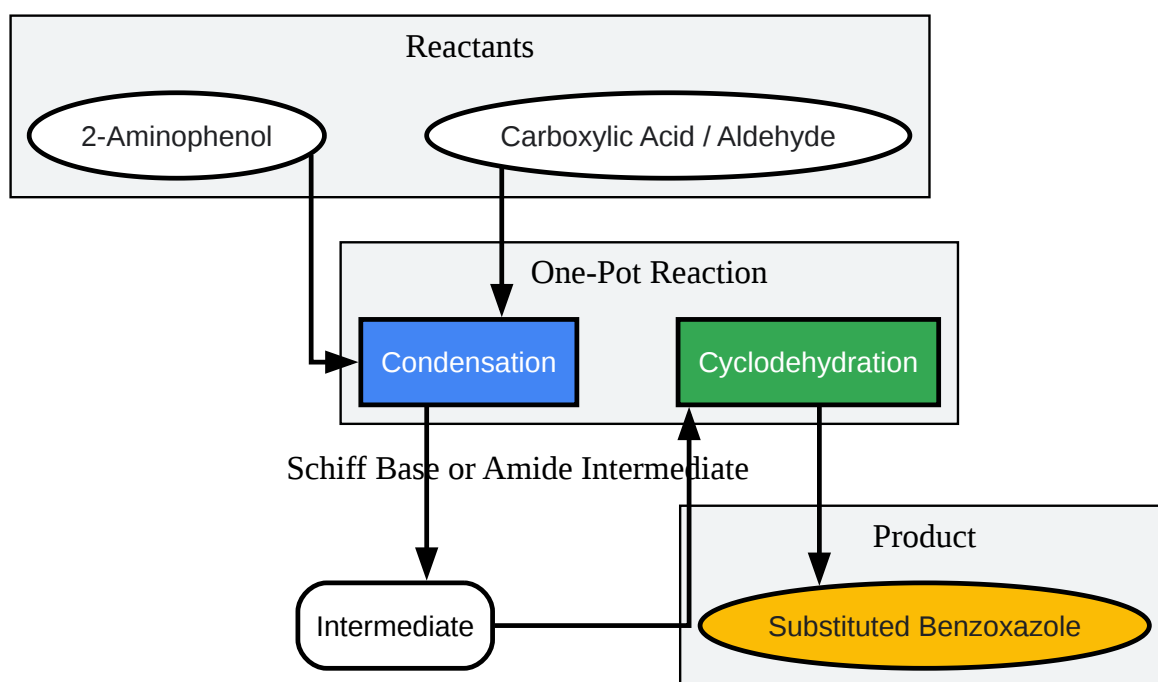 Reactants
2-Aminophenol
Carboxylic Acid / Aldehyde
One-Pot Reaction
Condensation
Cyclodehydration
Schiff Base or Amide Intermediate
Product
Intermediate
Substituted Benzoxazole